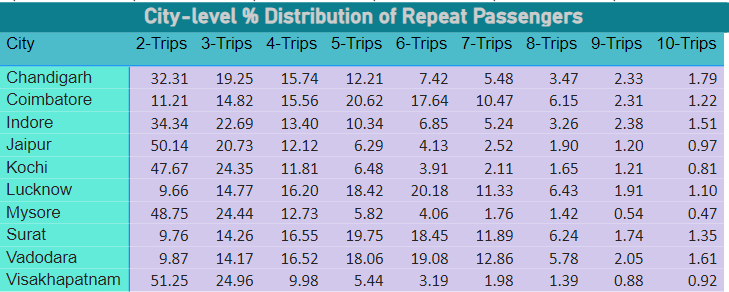 City-level % Distribution of Repeat Passengers
City 2-Trips 3-Trips 4-Trips 5-Trips 6-Trips 7-Trips 8-Trips 9-Trips 10-Trips
Chandigarh 32.31 19.25 15.74 12.21 7.42 5.48 3.47 2.33 1.79
Coimbatore 11.21 14.82 15.56 20.62 17.64 10.47 6.15 2.31 1.22
Indore 34.34 22.69 13.40 10.34 6.85 5.24 3.26 2.38 1.51
Jaipur 50.14 20.73 12.12 6.29 4.13 2.52 1.90 1.20 0.97
Kochi 47.67 24.35 11.81 6.48 3.91 2.11 1.65 1.21 0.81
Lucknow 9.66 14.77 16.20 18.42 20.18 11.33 6.43 1.91 1.10
Mysore 48.75 24.44 12.73 5.82 4.06 1.76 1.42 0.54 0.47
Surat 9.76 14.26 16.55 19.75 18.45 11.89 6.24 1.74 1.35
Vadodara 9.87 14.17 16.52 18.06 19.08 12.86 5.78 2.05 1.61
Visakhapatnam 51.25 24.96 9.98 5.44 3.19 1.98 1.39 0.88 0.92